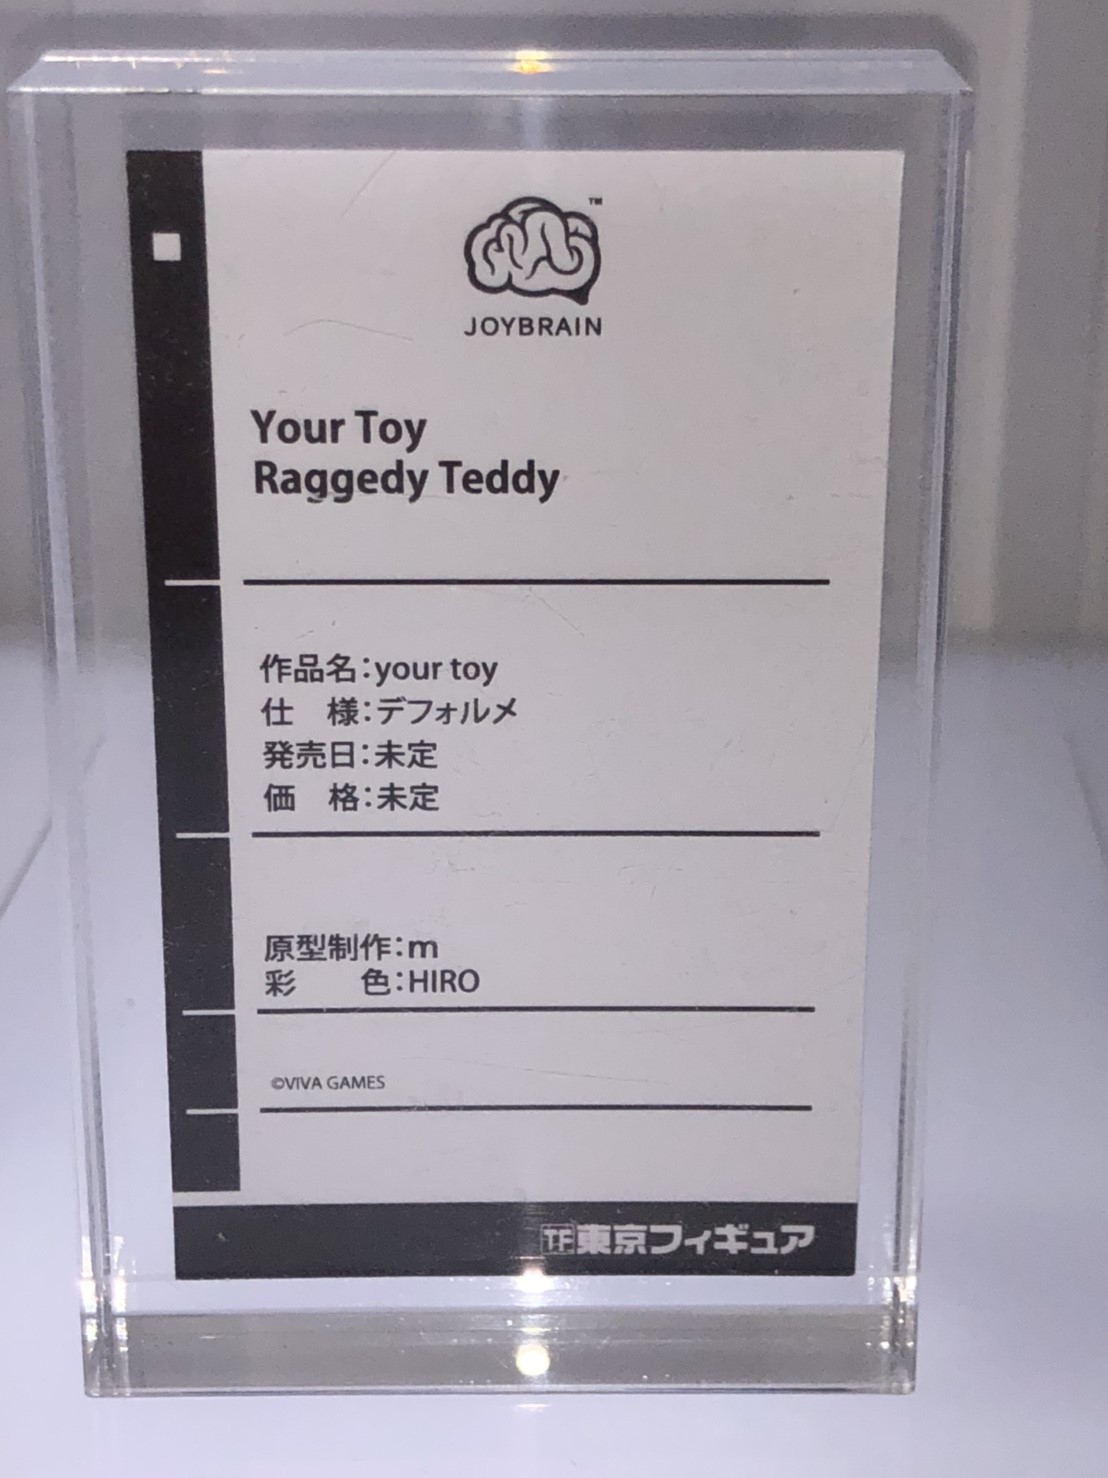 TM
JOYBRAIN
Your Toy
Raggedy Teddy
作品名：your toy
仕　様：デフォルメ
発売日：未定
価　格：未定
原型制作：m
彩　　色：HIRO
©VIVA GAMES
TF東京フィギュア